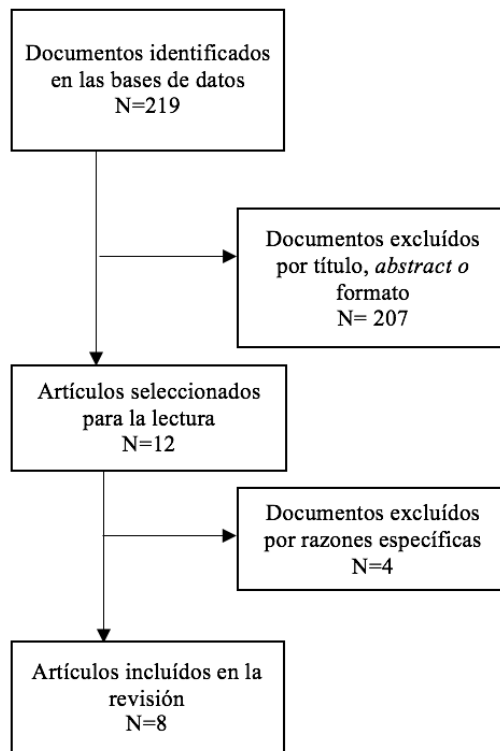 Documentos identificados
en las bases de datos
N=219
Documentos excluídos
por título, abstract o
formato
N= 207
Artículos seleccionados
para la lectura
N=12
Documentos excluídos
por razones específicas
N=4
Artículos incluídos en la
revisión
N=8